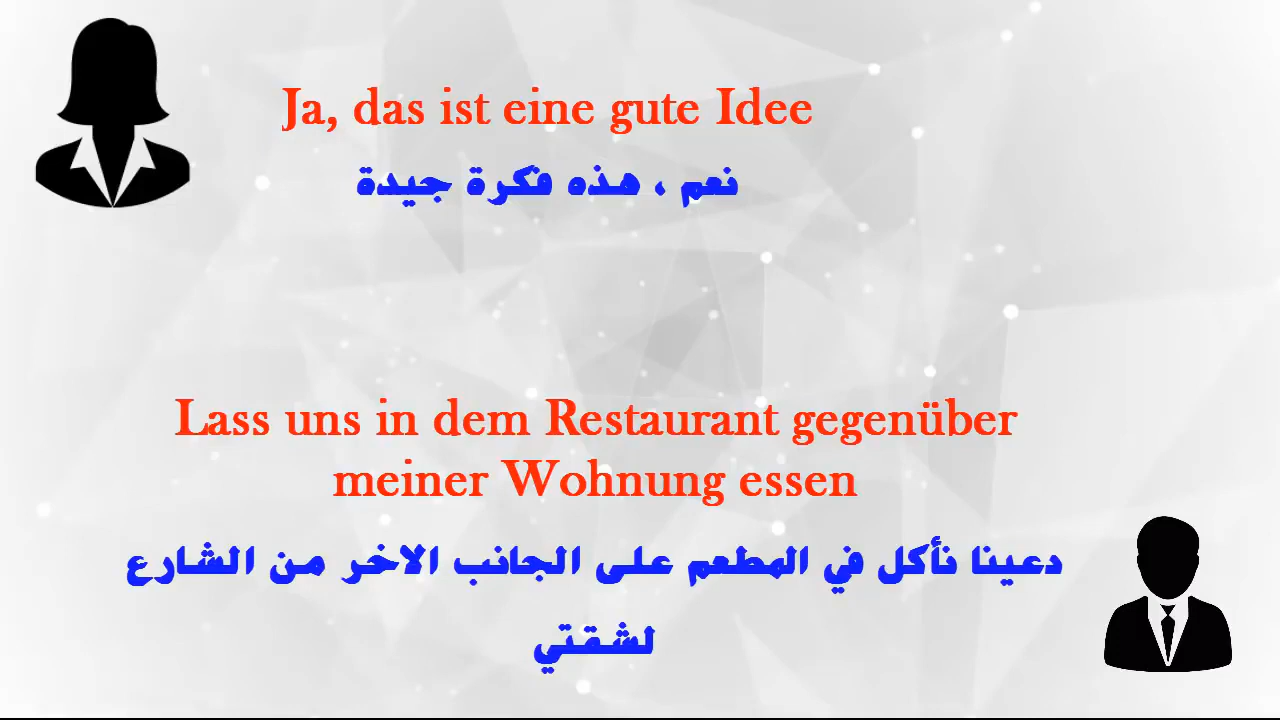 Ja, das ist eine gute Idee
نعم ، هذه فكرة جيدة
Lass uns in dem Restaurant gegenüber
meiner Wohnung essen
دعينا نأكل في المطعم على الجانب الاخر من الشارع
لشقتي